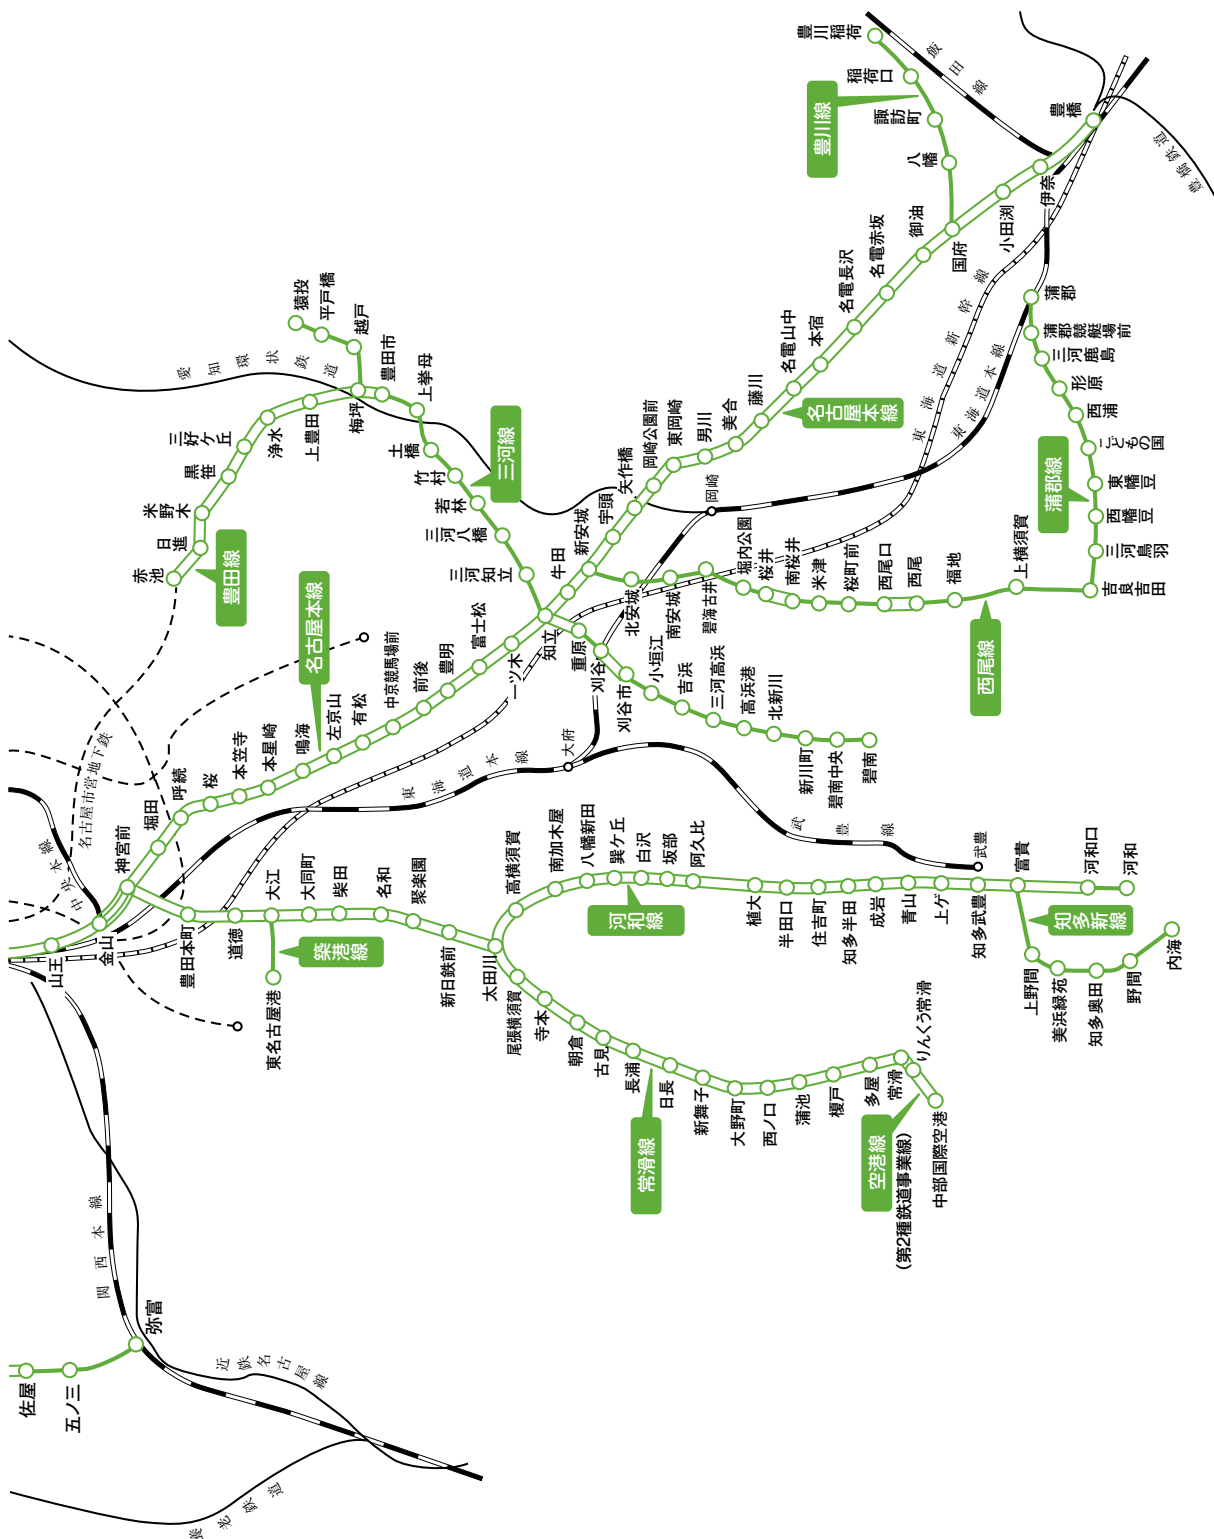 豊川稲荷
稲荷口
諏訪町
八幡
豊川線
飯田線
豊橋
豊橋鉄道
伊奈
小田渕
国府
御油
名電赤坂
名電長沢
本宿
名電山中
藤川
美合
男川
東岡崎
岡崎公園前
矢作橋
宇頭
新安城
牛田
知立
一ツ木
富士松
豊明
前後
中京競馬場前
有松
左京山
鳴海
本星崎
本笠寺
桜
呼続
堀田
神宮前
金山
山王
名古屋本線
名古屋本線
東海道新幹線
東海道本線
岡崎
蒲郡
蒲郡競艇場前
三河鹿島
形原
西浦
こどもの国
東幡豆
西幡豆
三河鳥羽
吉良吉田
蒲郡線
上横須賀
福地
西尾
西尾口
桜町前
米津
南桜井
桜井
堀内公園
碧海古井
南安城
北安城
西尾線
猿投
平戸橋
越戸
梅坪
豊田市
上挙母
土橋
竹村
若林
三河八橋
三河知立
三河線
愛知環状鉄道
上豊田
浄水
三好ケ丘
黒笹
米野木
日進
赤池
豊田線
重原
刈谷
刈谷市
小垣江
吉浜
三河高浜
高浜港
北新川
新川町
碧南中央
碧南
名古屋市営地下鉄
中央本線
東海道本線
大府
武豊線
武豊
豊田本町
道徳
大江
大同町
柴田
名和
聚楽園
新日鉄前
太田川
築港線
東名古屋港
高横須賀
南加木屋
八幡新田
巽ケ丘
白沢
坂部
阿久比
植大
半田口
住吉町
知多半田
成岩
青山
上ゲ
知多武豊
富貴
河和口
河和
河和線
知多新線
上野間
美浜緑苑
知多奥田
野間
内海
尾張横須賀
寺本
朝倉
古見
長浦
日長
新舞子
大野町
西ノ口
蒲池
榎戸
多屋
常滑
りんくう常滑
中部国際空港
常滑線
空港線
(第2種鉄道事業線)
関西本線
弥富
五ノ三
佐屋
近鉄名古屋線
養老鉄道